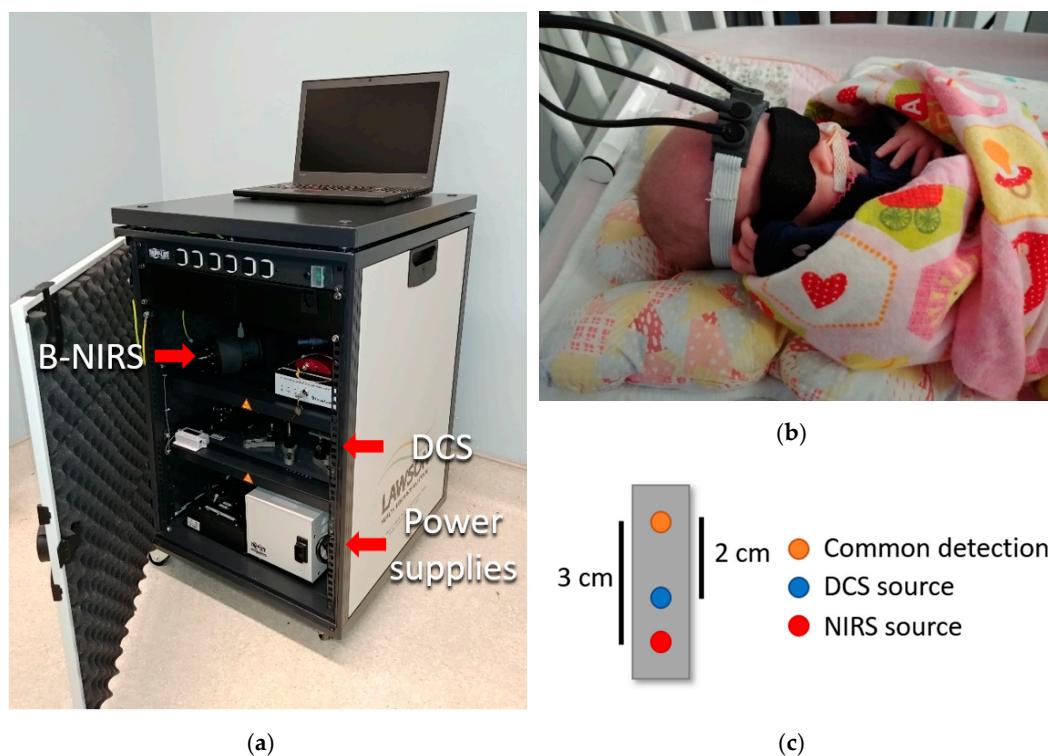 B-NIRS
DCS
LAWSON
Power
supplies
(a)
A
(b)
3 cm
2 cm
Common detection
DCS source
NIRS source
(c)